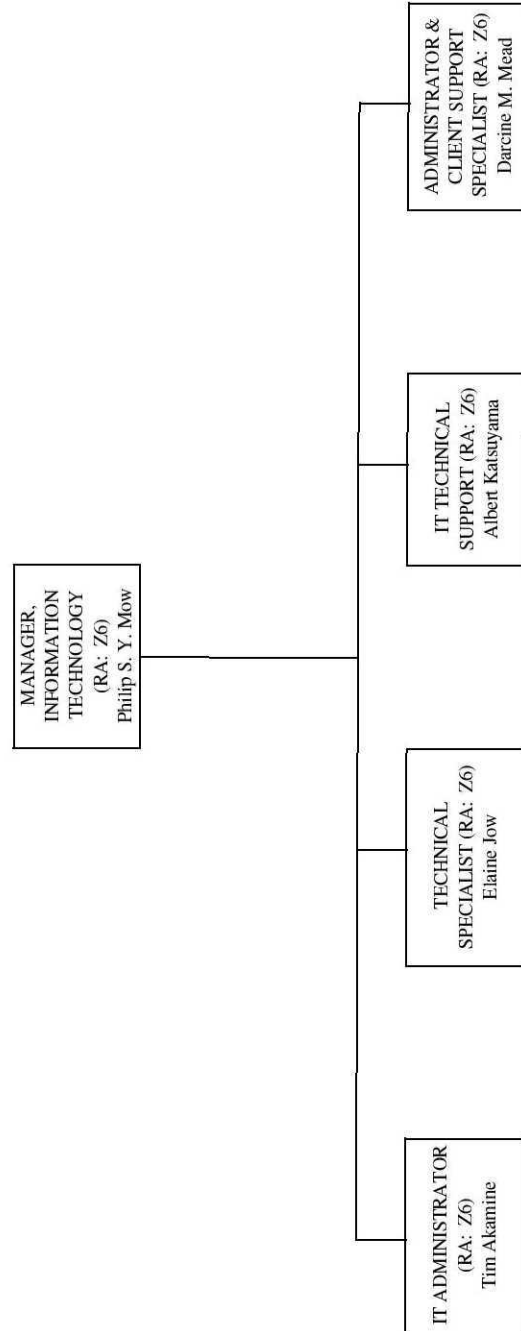 MANAGER,
INFORMATION
TECHNOLOGY
(RA: Z6)
Philip S. Y. Mow
IT ADMINISTRATOR
(RA: Z6)
Tim Akamine
TECHNICAL
SPECIALIST (RA: Z6)
Elaine Jow
IT TECHNICAL
SUPPORT (RA: Z6)
Albert Katsuyama
ADMINISTRATOR &
CLIENT SUPPORT
SPECIALIST (RA: Z6)
Darcine M. Mead